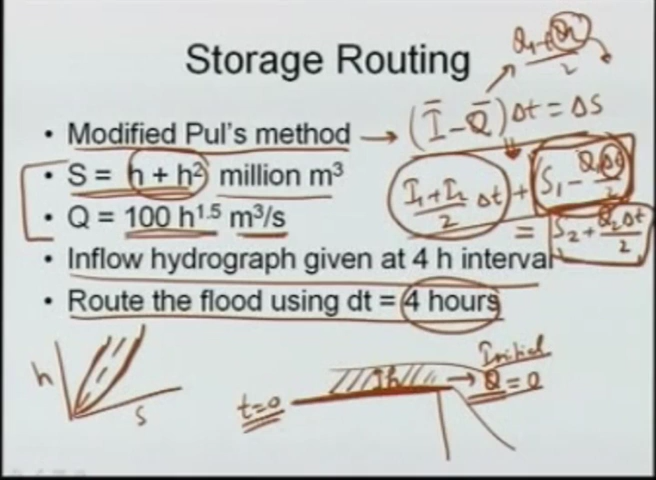 Storage Routing
Q₁+Q₂
2
• Modified Pul's method → (Ī – Q̄) Δt = ΔS
• S = h + h² million m³
I₁+I₂ / 2 Δt + S₁ – Q₁Δt / 2
• Q = 100 h¹·⁵ m³/s
= S₂ + Q₂Δt / 2
• Inflow hydrograph given at 4 h interval
• Route the flood using dt = 4 hours
h
S
Initial
t=0
h → Q = 0